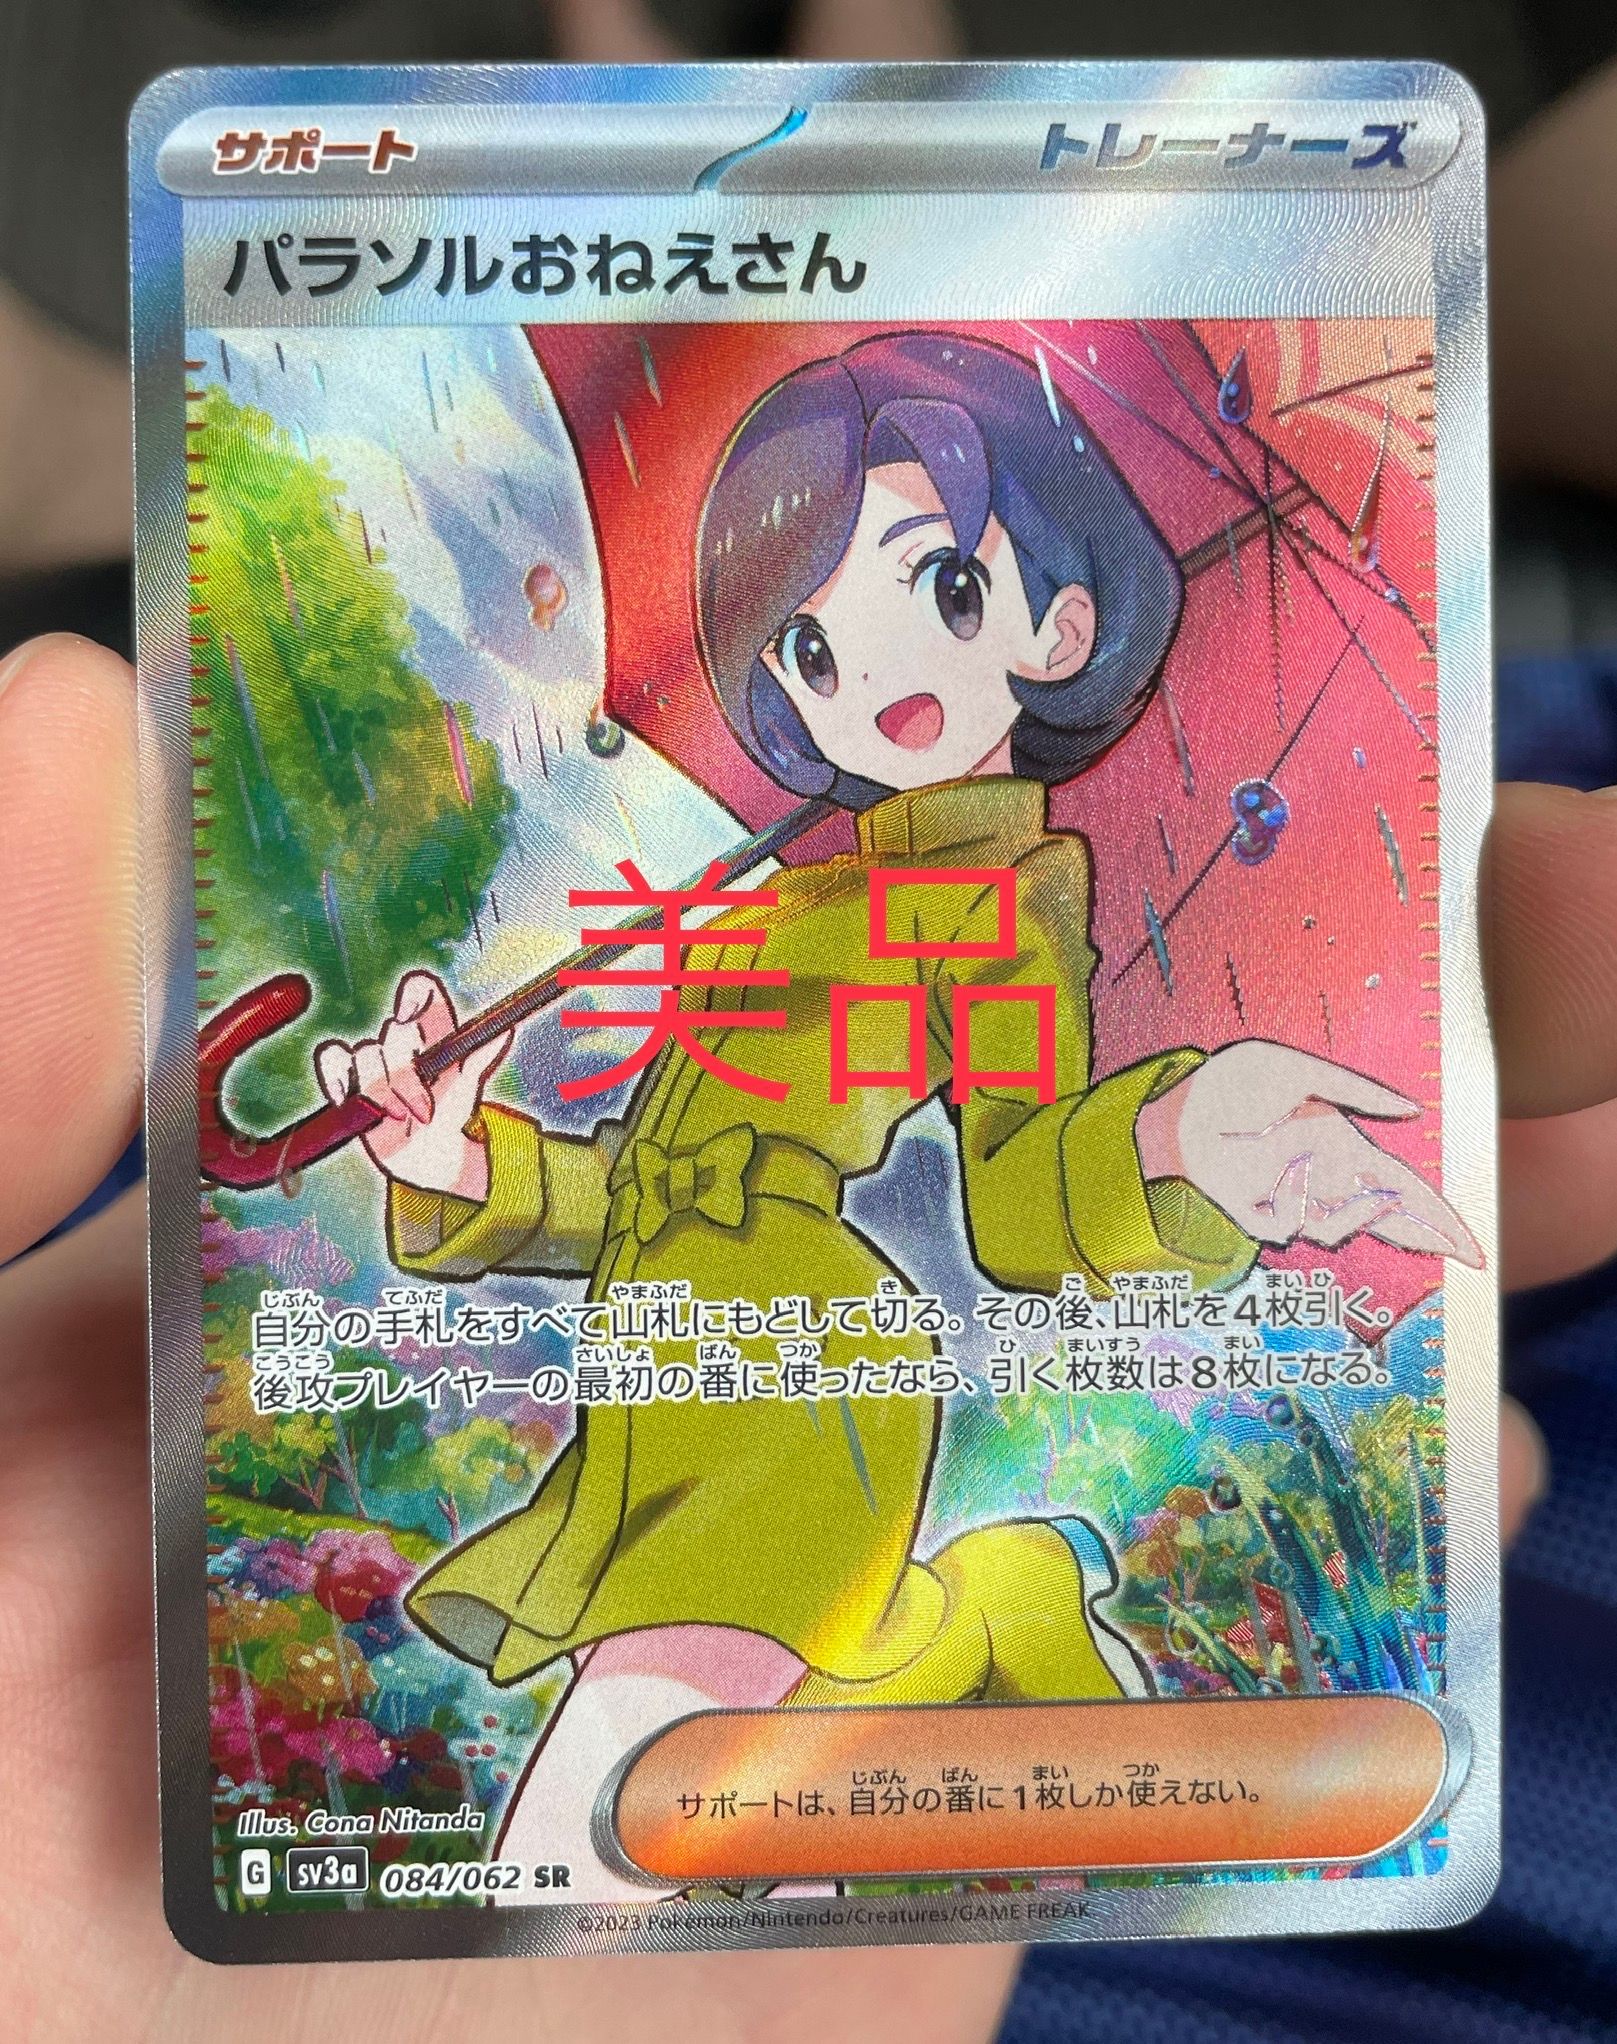 サポート
トレーナーズ
パラソルおねえさん
美品
自分の手札をすべて山札にもどして切る。その後、山札を4枚引く。
後攻プレイヤーの最初の番に使ったなら、引く枚数は8枚になる。
サポートは、自分の番に1枚しか使えない。
Illus. Cona Nitanda
G sv3a 084/062 SR
©2023 Pokémon/Nintendo/Creatures/GAME FREAK.